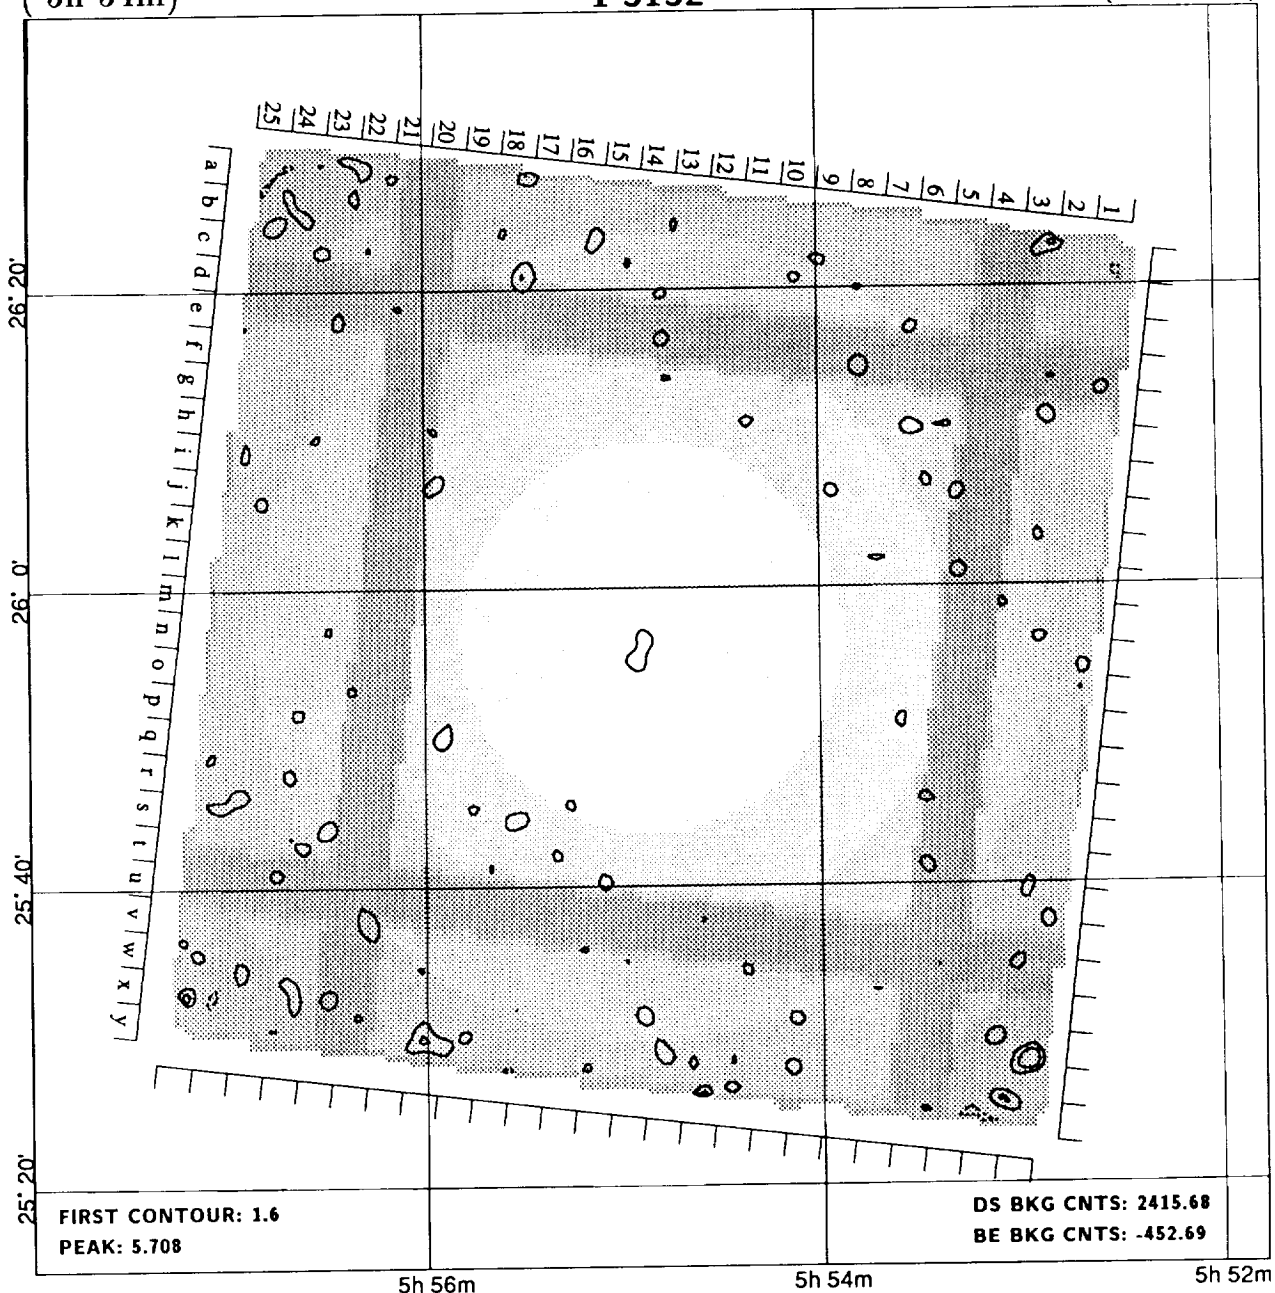 25 24 23 22 21 20 19 18 17 16 15 14 13 12 11 10 9 8 7 6 5 4 3 2 1
a b c d e f g h i j k l m n o p q r s t u v w x y
26° 20'
26° 0'
25° 40'
25° 20'
FIRST CONTOUR: 1.6
PEAK: 5.708
DS BKG CNTS: 2415.68
BE BKG CNTS: -452.69
5h 56m
5h 54m
5h 52m